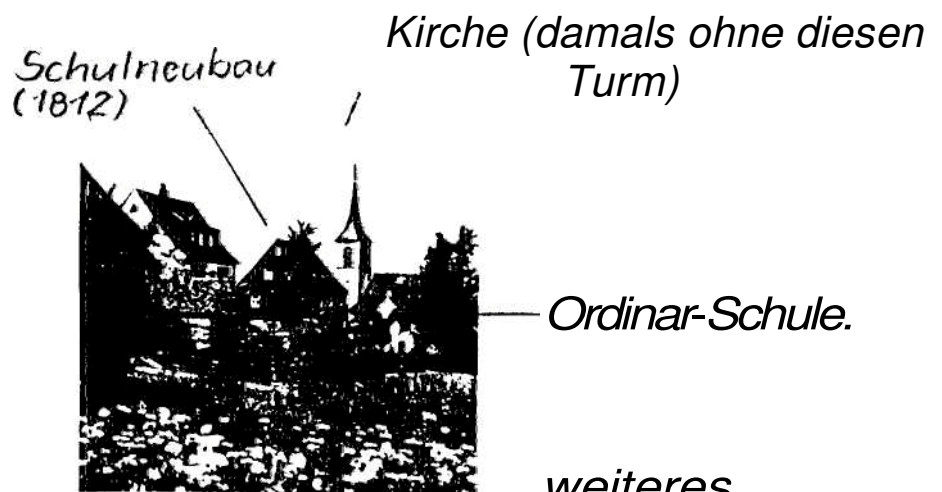 Kirche (damals ohne diesen
Turm)
Schulneubau
(1812)
Ordinar-Schule.
weiteres